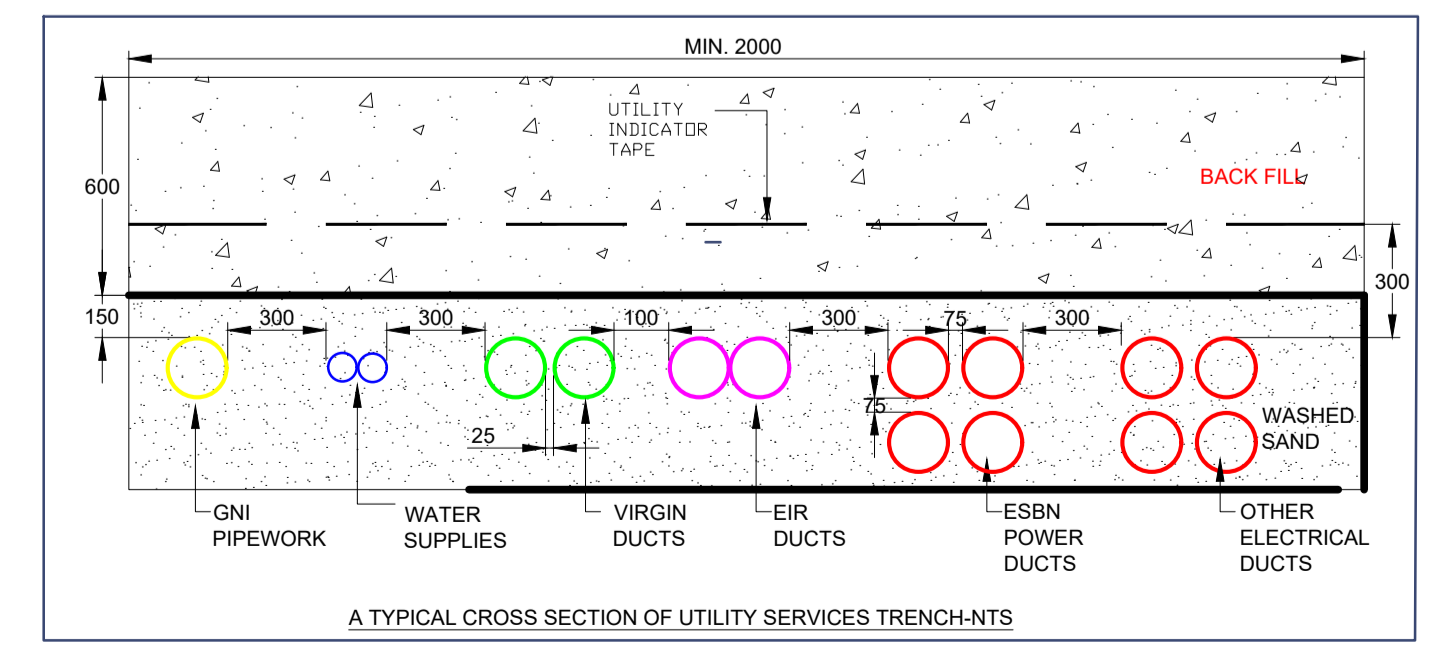 MIN. 2000
UTILITY
INDICATOR
TAPE
600
BACK FILL
300
150
300
300
100
300
75
300
75
25
WASHED
SAND
GNI
PIPEWORK
WATER
SUPPLIES
VIRGIN
DUCTS
EIR
DUCTS
ESBN
POWER
DUCTS
OTHER
ELECTRICAL
DUCTS
A TYPICAL CROSS SECTION OF UTILITY SERVICES TRENCH-NTS